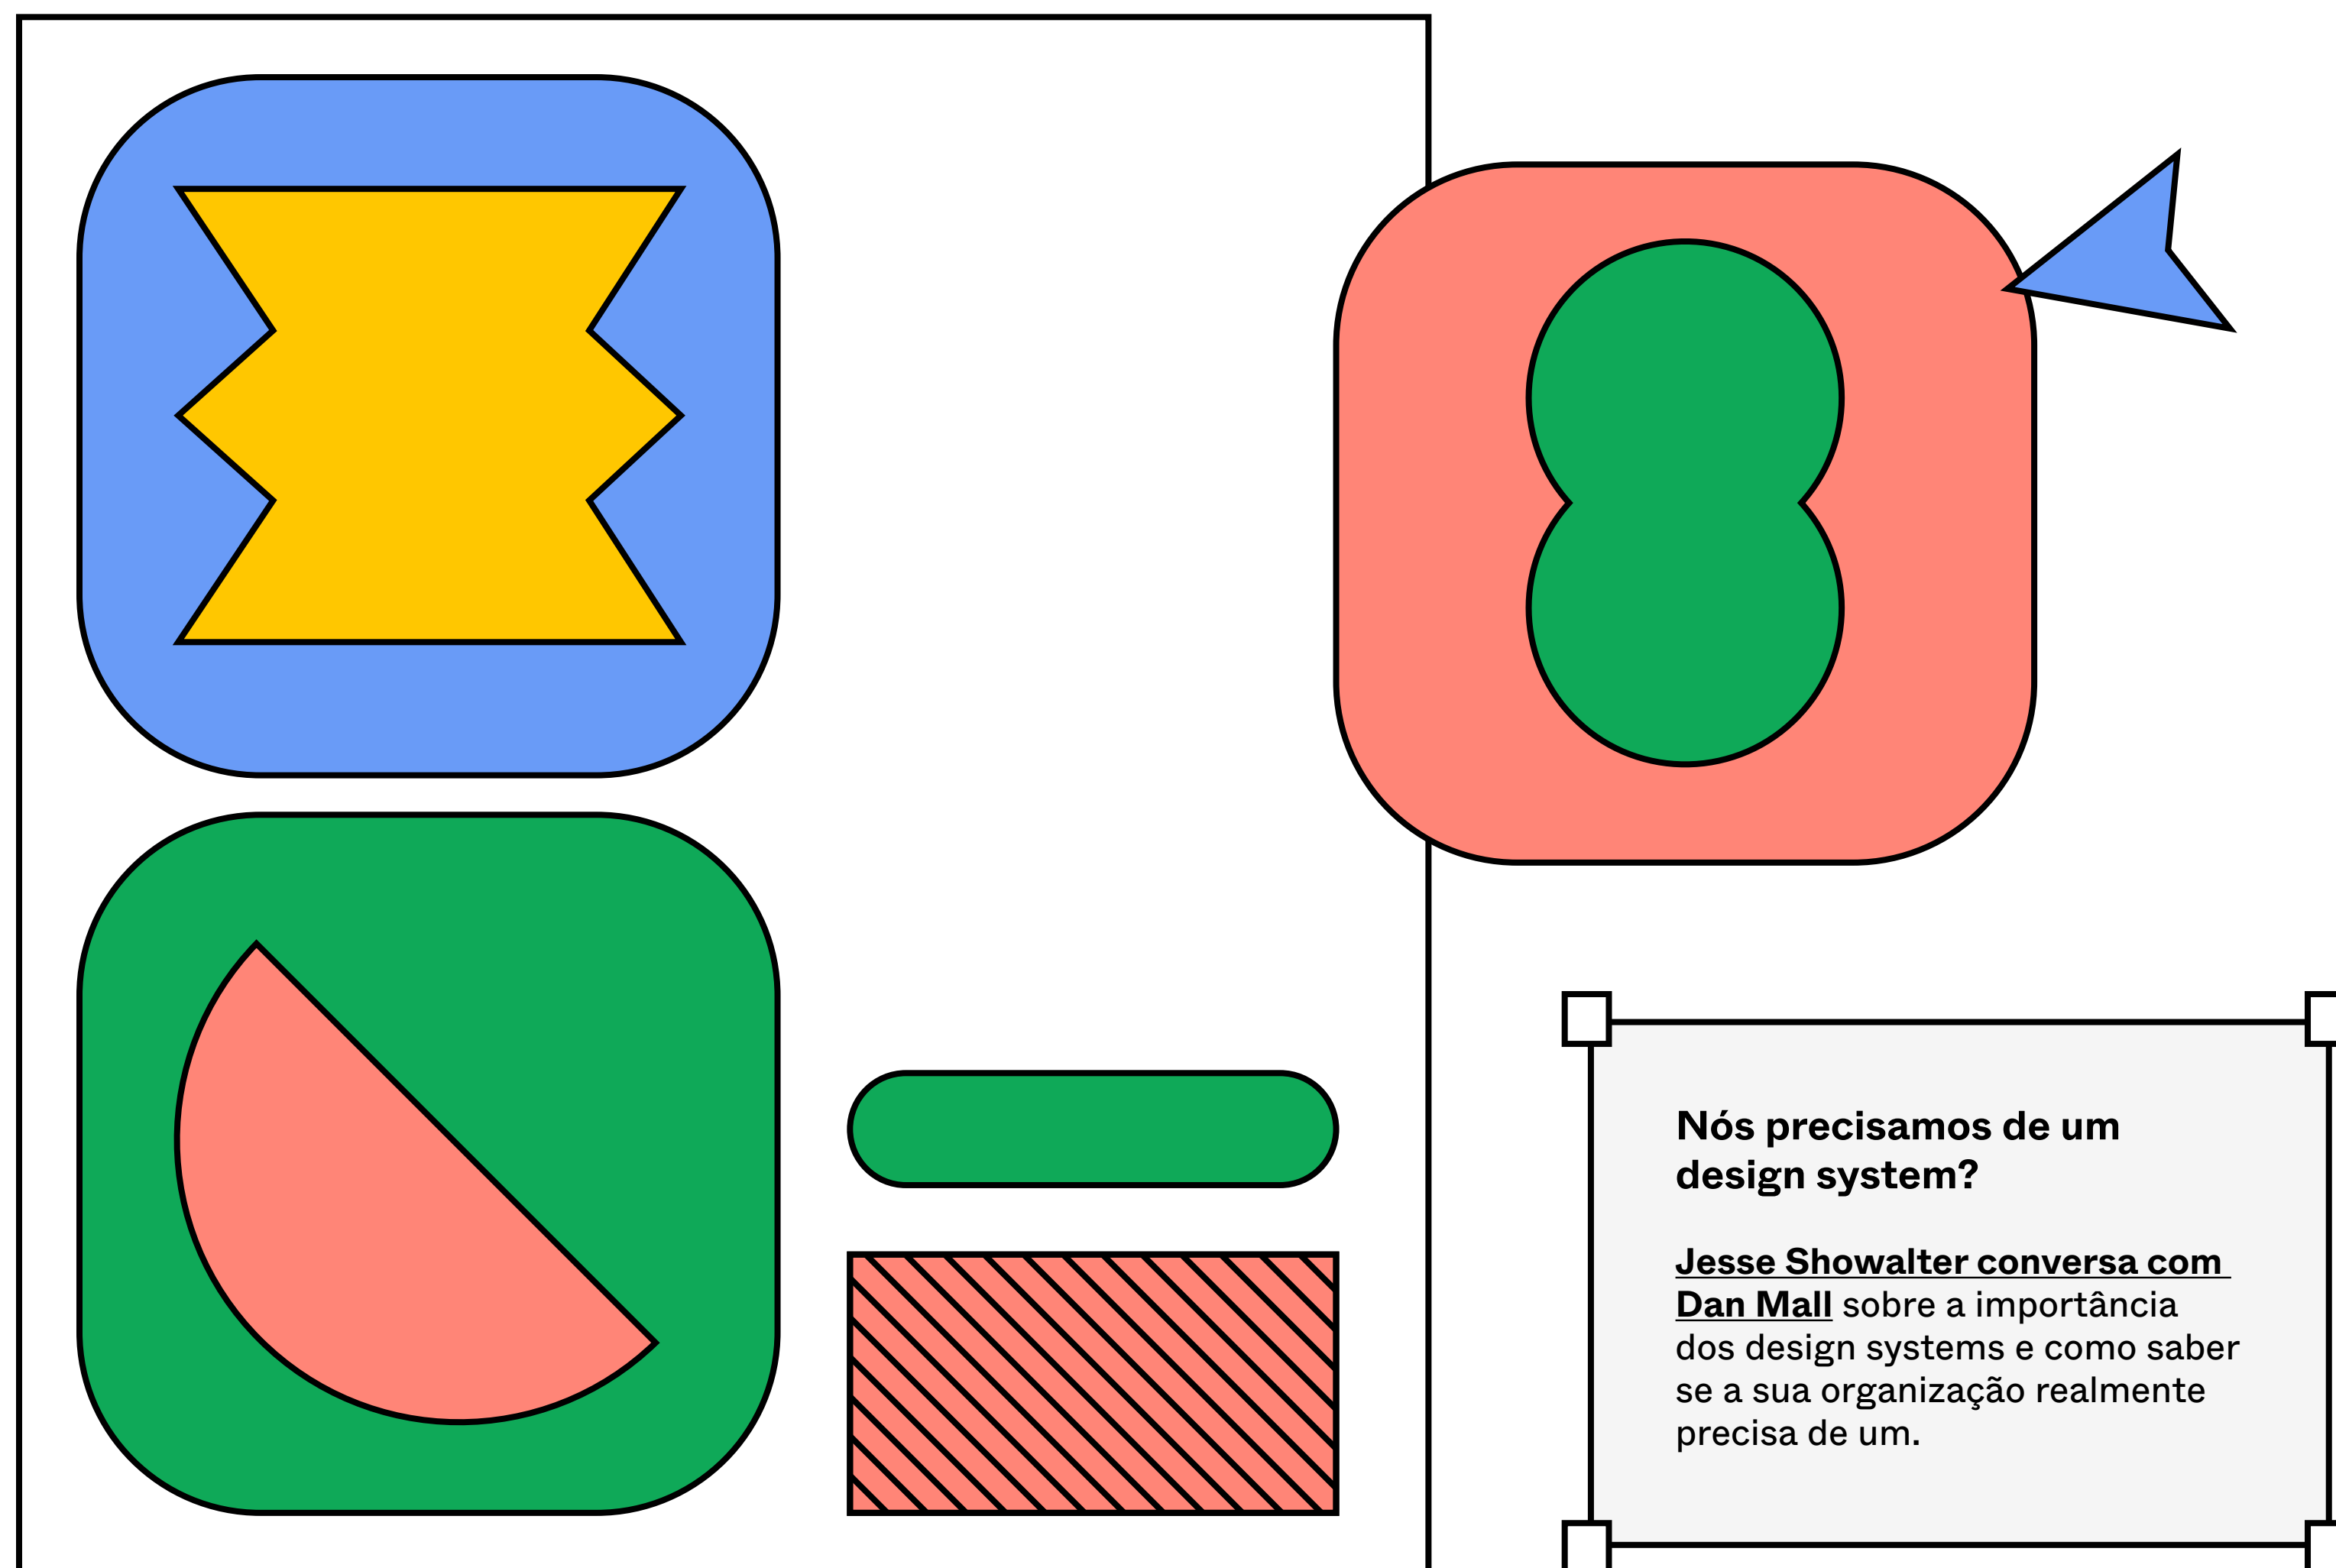 Nós precisamos de um
design system?
Jesse Showalter conversa com
Dan Mall sobre a importância
dos design systems e como saber
se a sua organização realmente
precisa de um.